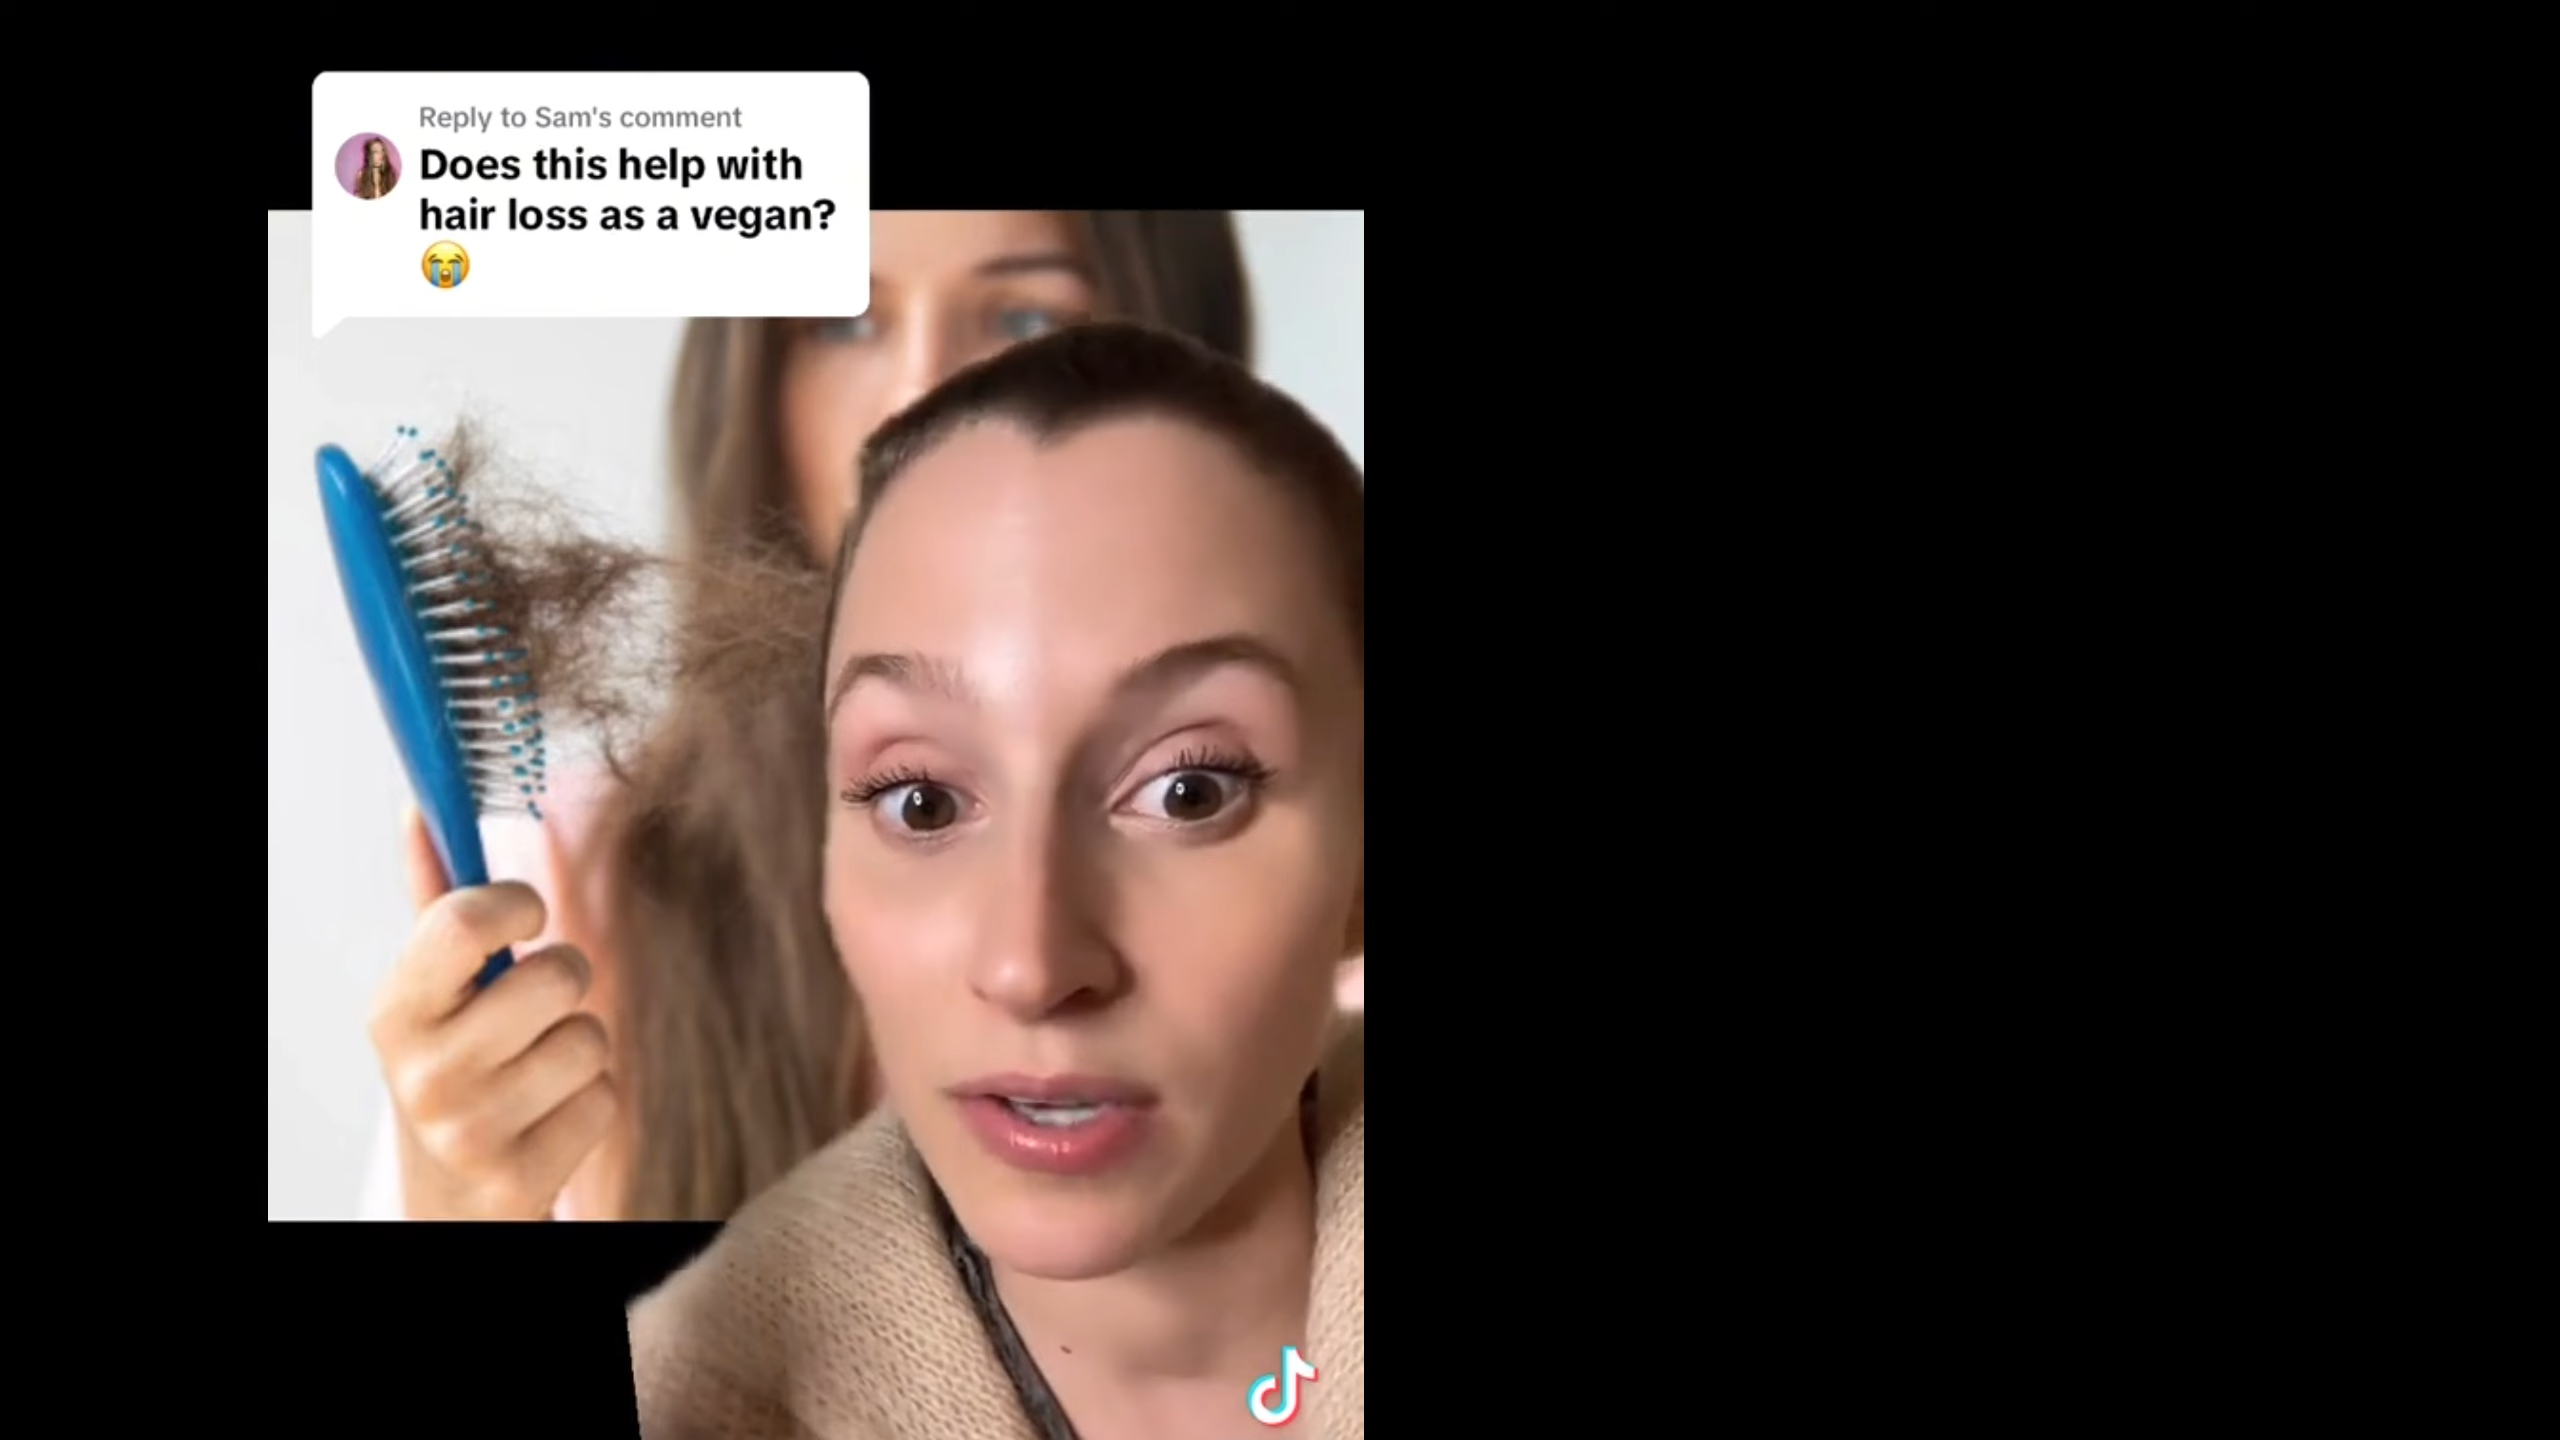 Reply to Sam's comment
Does this help with
hair loss as a vegan?
😭